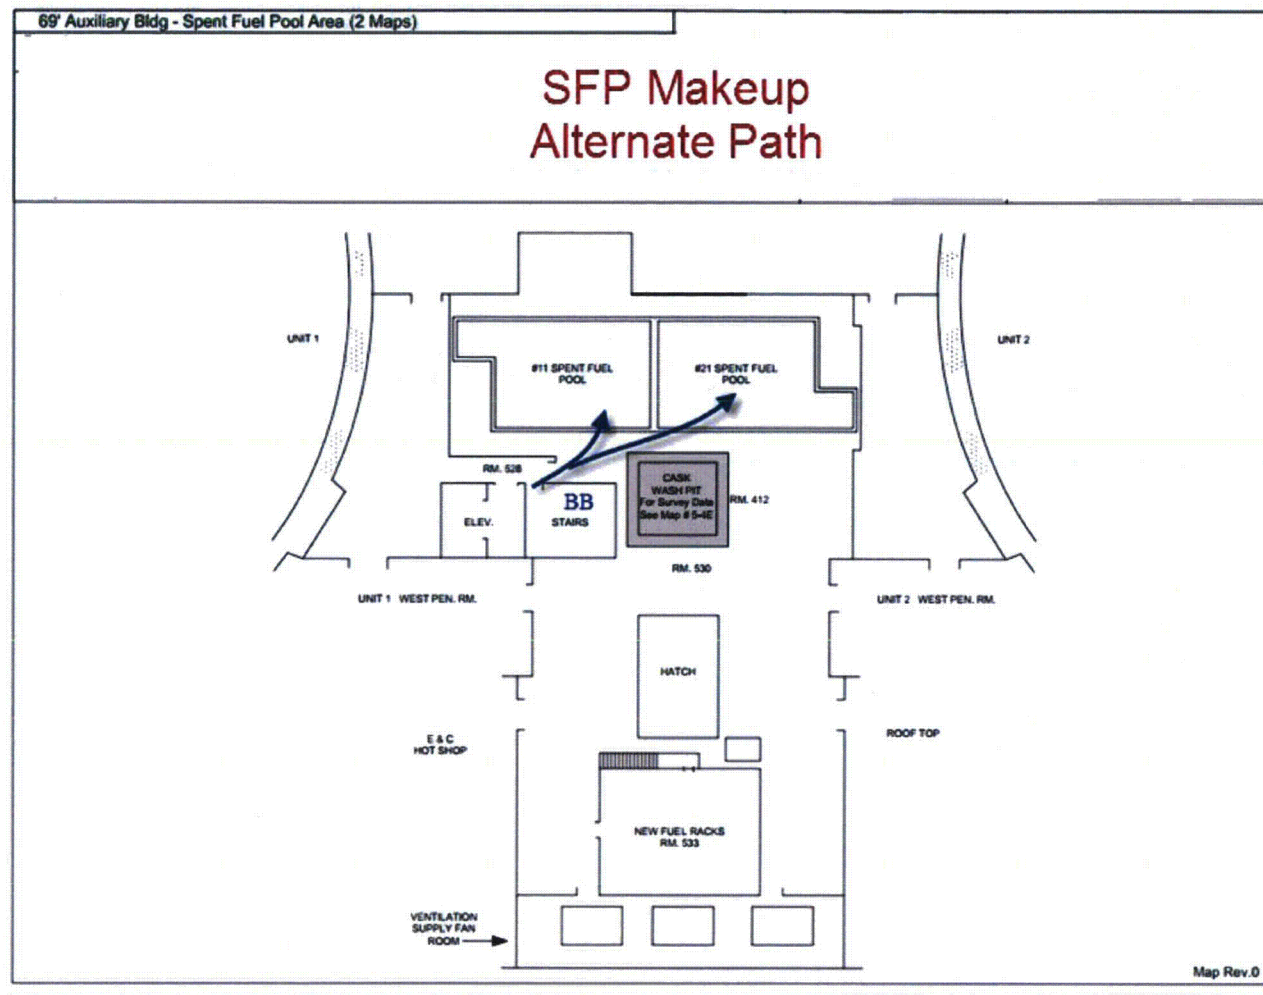 69' Auxiliary Bldg - Spent Fuel Pool Area (2 Maps)
SFP Makeup
Alternate Path
UNIT 1
UNIT 2
#11 SPENT FUEL
POOL
#21 SPENT FUEL
POOL
RM. 528
CASK
WASH PIT
For Survey Data
See Map # 5-4E
RM. 412
BB
ELEV.
STAIRS
RM. 530
UNIT 1 WEST PEN. RM.
UNIT 2 WEST PEN. RM.
HATCH
E & C
HOT SHOP
ROOF TOP
NEW FUEL RACKS
RM. 533
VENTILATION
SUPPLY FAN
ROOM
Map Rev.0